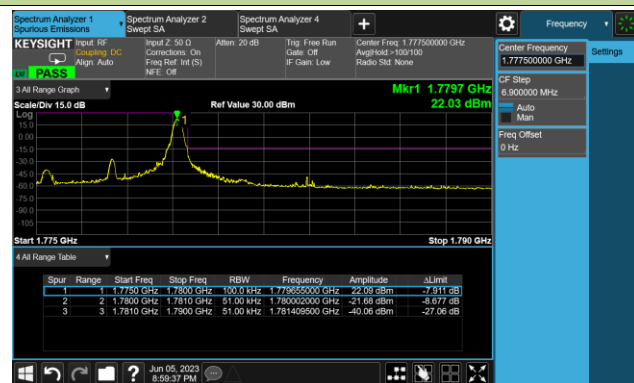 Spectrum Analyzer 1
Spurious Emissions
Spectrum Analyzer 2
Swept SA
Spectrum Analyzer 4
Swept SA
+
Frequency
KEYSIGHT
Input: RF
Coupling: DC
Align: Auto
Input Z: 50 Ω
Corrections: On
Freq Ref: Int (S)
NFE: Off
Atten: 20 dB
Trig: Free Run
Gate: Off
IF Gain: Low
Center Freq: 1.777500000 GHz
Avg|Hold:>100/100
Radio Std: None
PASS
Center Frequency
1.777500000 GHz
Settings
CF Step
6.900000 MHz
Auto
Man
Freq Offset
0 Hz
3 All Range Graph
Mkr1 1.7797 GHz
Scale/Div 15.0 dB
Ref Value 30.00 dBm
22.03 dBm
Log
1
15.0
0.00
-15.0
-30.0
-45.0
-60.0
-75.0
-90.0
-105
Start 1.775 GHz
Stop 1.790 GHz
4 All Range Table
Spur Range Start Freq Stop Freq RBW Frequency Amplitude ΔLimit
1 1 1.7750 GHz 1.7800 GHz 100.0 kHz 1.779655000 GHz 22.09 dBm -7.911 dB
2 2 1.7800 GHz 1.7810 GHz 51.00 kHz 1.780002000 GHz -21.68 dBm -8.677 dB
3 3 1.7810 GHz 1.7900 GHz 51.00 kHz 1.781409500 GHz -40.06 dBm -27.06 dB
?
Jun 05, 2023
8:59:37 PM